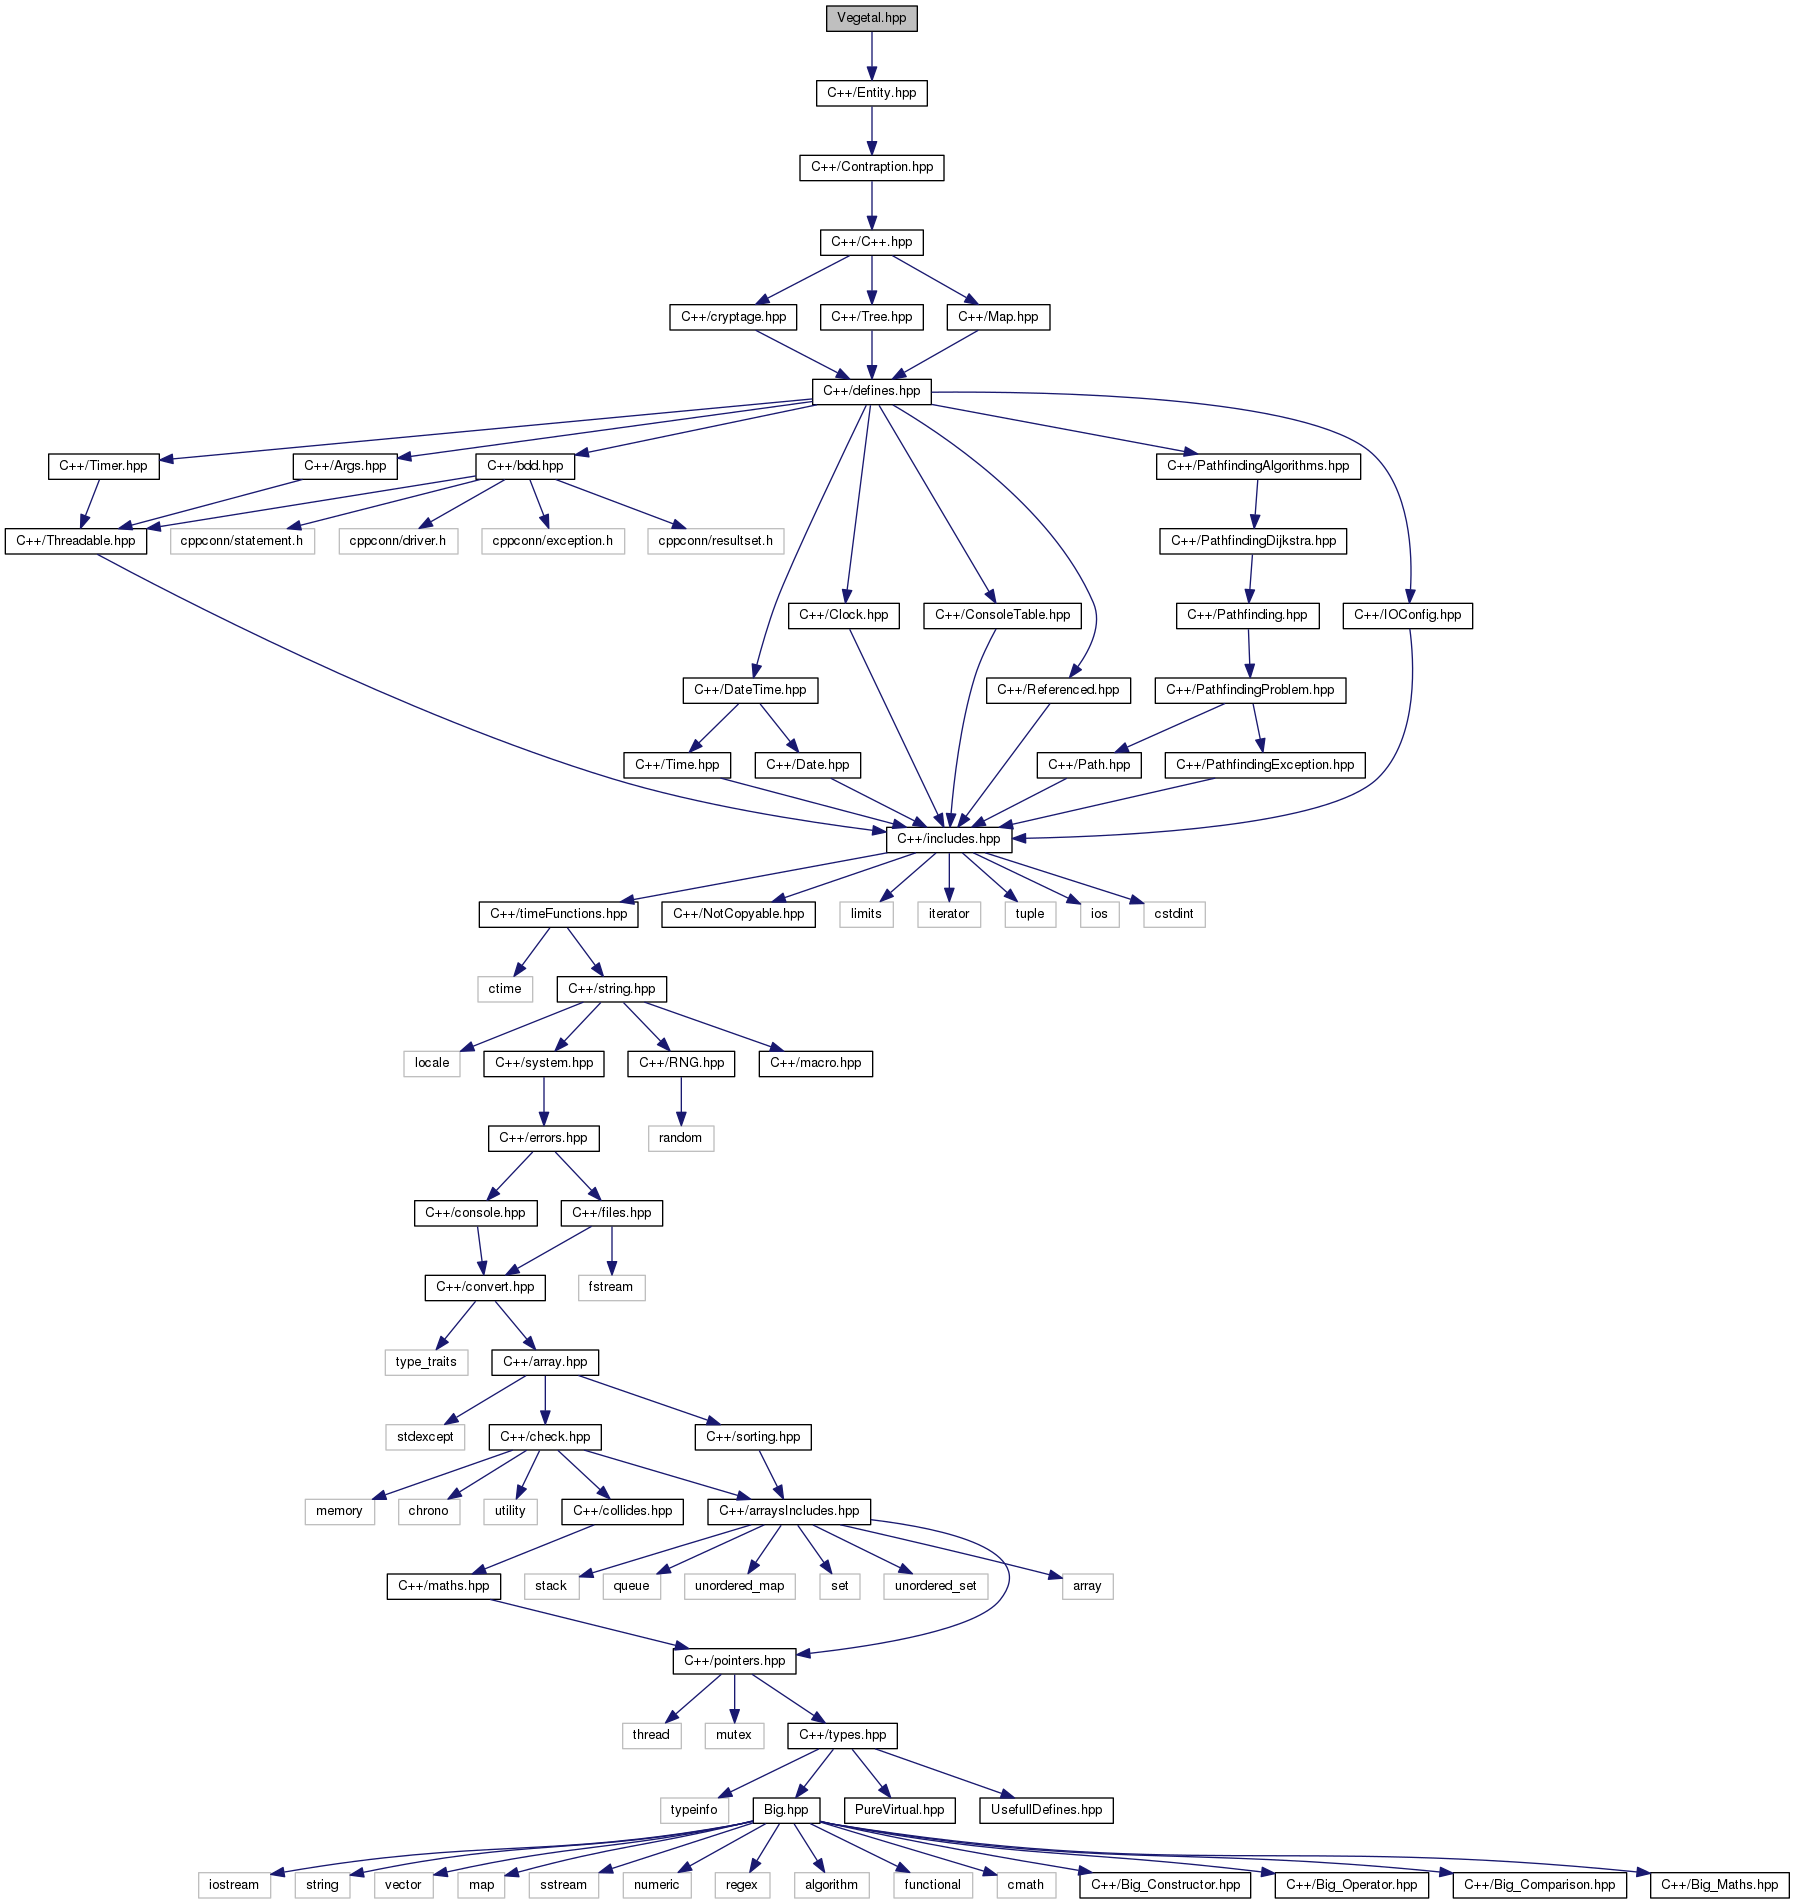 Vegetal.hpp
C++/Entity.hpp
C++/Contraption.hpp
C++/C++.hpp
C++/cryptage.hpp
C++/Tree.hpp
C++/Map.hpp
C++/defines.hpp
C++/Timer.hpp
C++/Args.hpp
C++/bdd.hpp
C++/PathfindingAlgorithms.hpp
C++/Threadable.hpp
cppconn/statement.h
cppconn/driver.h
cppconn/exception.h
cppconn/resultset.h
C++/PathfindingDijkstra.hpp
C++/Clock.hpp
C++/ConsoleTable.hpp
C++/Pathfinding.hpp
C++/IOConfig.hpp
C++/DateTime.hpp
C++/Referenced.hpp
C++/PathfindingProblem.hpp
C++/Time.hpp
C++/Date.hpp
C++/Path.hpp
C++/PathfindingException.hpp
C++/includes.hpp
C++/timeFunctions.hpp
C++/NotCopyable.hpp
limits
iterator
tuple
ios
cstdint
ctime
C++/string.hpp
locale
C++/system.hpp
C++/RNG.hpp
C++/macro.hpp
C++/errors.hpp
random
C++/console.hpp
C++/files.hpp
C++/convert.hpp
fstream
type_traits
C++/array.hpp
stdexcept
C++/check.hpp
C++/sorting.hpp
memory
chrono
utility
C++/collides.hpp
C++/arraysIncludes.hpp
C++/maths.hpp
stack
queue
unordered_map
set
unordered_set
array
C++/pointers.hpp
thread
mutex
C++/types.hpp
typeinfo
Big.hpp
PureVirtual.hpp
UsefullDefines.hpp
iostream
string
vector
map
sstream
numeric
regex
algorithm
functional
cmath
C++/Big_Constructor.hpp
C++/Big_Operator.hpp
C++/Big_Comparison.hpp
C++/Big_Maths.hpp